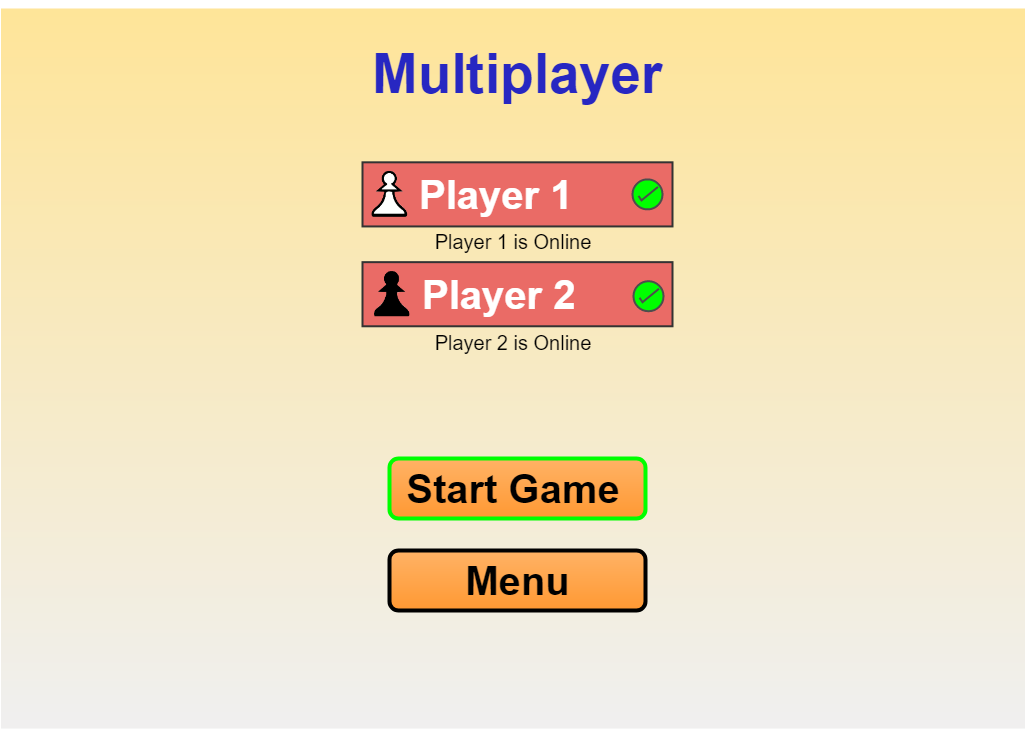 Multiplayer
Player 1
Player 1 is Online
Player 2
Player 2 is Online
Start Game
Menu